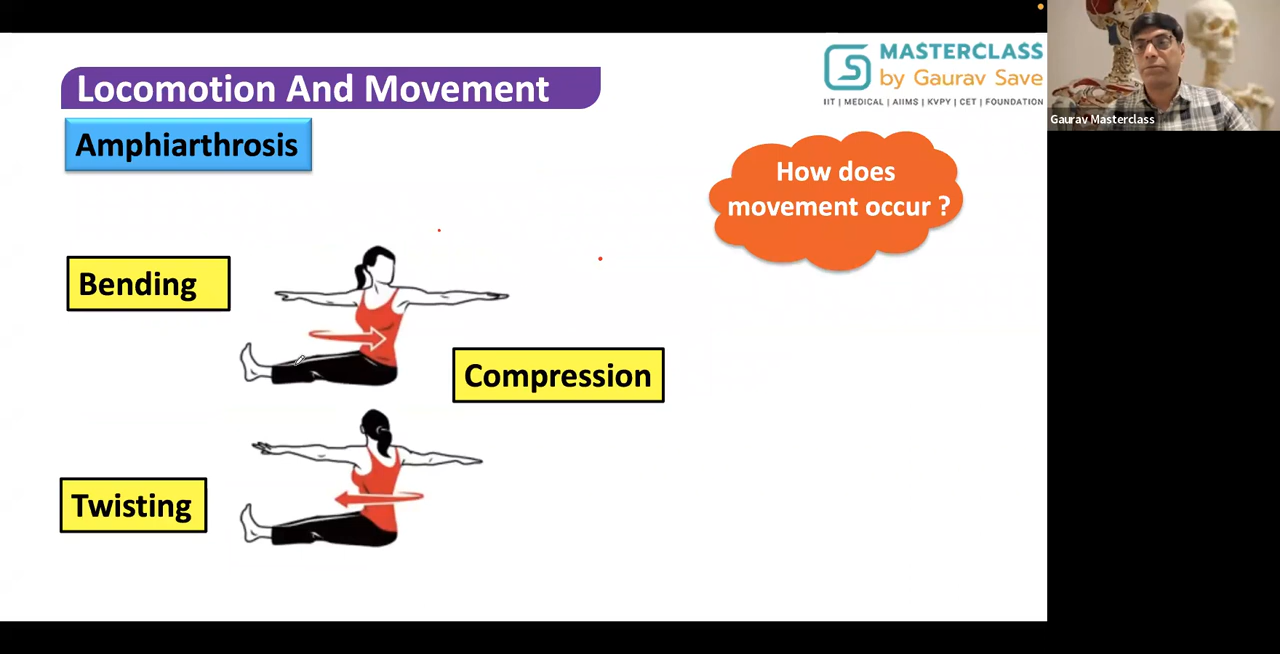 MASTERCLASS
by Gaurav Save
IIT | MEDICAL | AIIMS | KVPY | CET | FOUNDATION
Gaurav Masterclass
Locomotion And Movement
Amphiarthrosis
How does
movement occur ?
Bending
Compression
Twisting